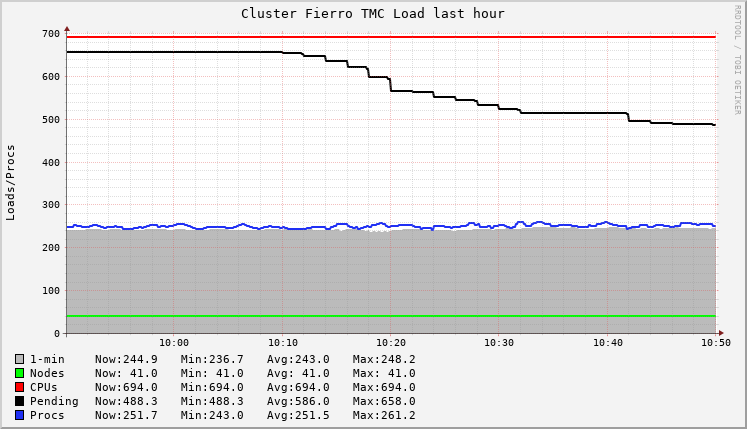 Cluster Fierro TMC Load last hour
RRDTOOL / TOBI OETIKER
Loads/Procs
700
600
500
400
300
200
100
0
10:00 10:10 10:20 10:30 10:40 10:50
1-min Now:244.9 Min:236.7 Avg:243.0 Max:248.2
Nodes Now: 41.0 Min: 41.0 Avg: 41.0 Max: 41.0
CPUs Now:694.0 Min:694.0 Avg:694.0 Max:694.0
Pending Now:488.3 Min:488.3 Avg:586.0 Max:658.0
Procs Now:251.7 Min:243.0 Avg:251.5 Max:261.2